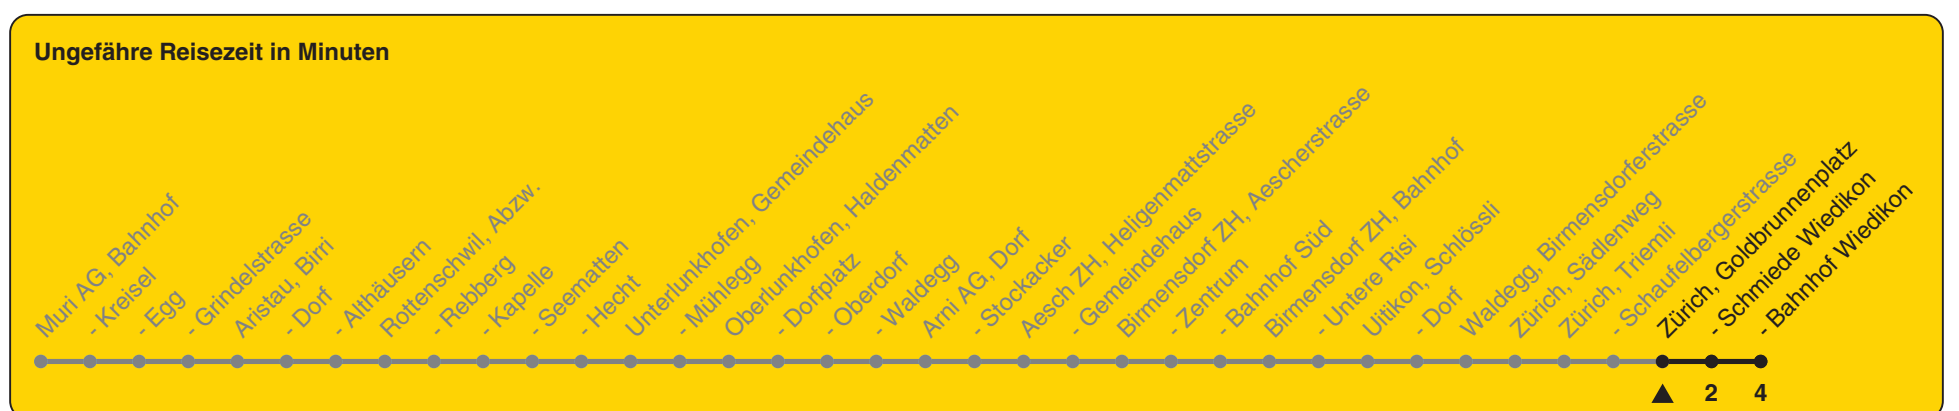 Ungefähre Reisezeit in Minuten
Muri AG, Bahnhof
- Kreisel
- Egg
- Grindelstrasse
Aristau, Birri
- Dorf
- Althäusern
Rottenschwil, Abzw.
- Rebberg
- Kapelle
- Seematten
- Hecht
Unterlunkhofen, Gemeindehaus
- Mühlegg
Oberlunkhofen, Haldenmatten
- Dorfplatz
- Oberdorf
- Waldegg
Arni AG, Dorf
- Stockacker
Aesch ZH, Heligenmattstrasse
- Gemeindehaus
Birmensdorf ZH, Aescherstrasse
- Zentrum
- Bahnhof Süd
Birmensdorf ZH, Bahnhof
- Untere Risi
Uitikon, Schlössli
- Dorf
Waldegg, Birmensdorferstrasse
Zürich, Sädlenweg
Zürich, Triemli
- Schaufelbergerstrasse
Zürich, Goldbrunnenplatz
- Schmiede Wiedikon
- Bahnhof Wiedikon
2 4